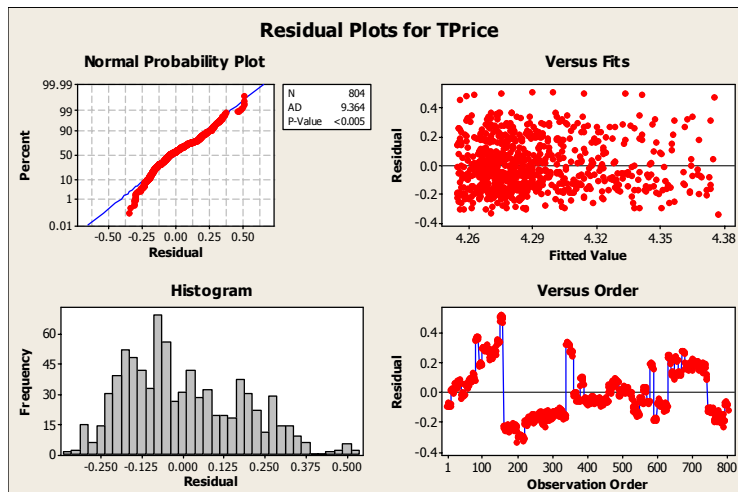 Residual Plots for TPrice
Normal Probability Plot
99.99
99
90
50
10
1
0.01
Percent
-0.50 -0.25 0.00 0.25 0.50
Residual
N 804
AD 9.364
P-Value <0.005
Versus Fits
0.4
0.2
0.0
-0.2
-0.4
Residual
4.26 4.29 4.32 4.35 4.38
Fitted Value
Histogram
60
45
30
15
0
Frequency
-0.250 -0.125 0.000 0.125 0.250 0.375 0.500
Residual
Versus Order
0.4
0.2
0.0
-0.2
-0.4
Residual
1 100 200 300 400 500 600 700 800
Observation Order